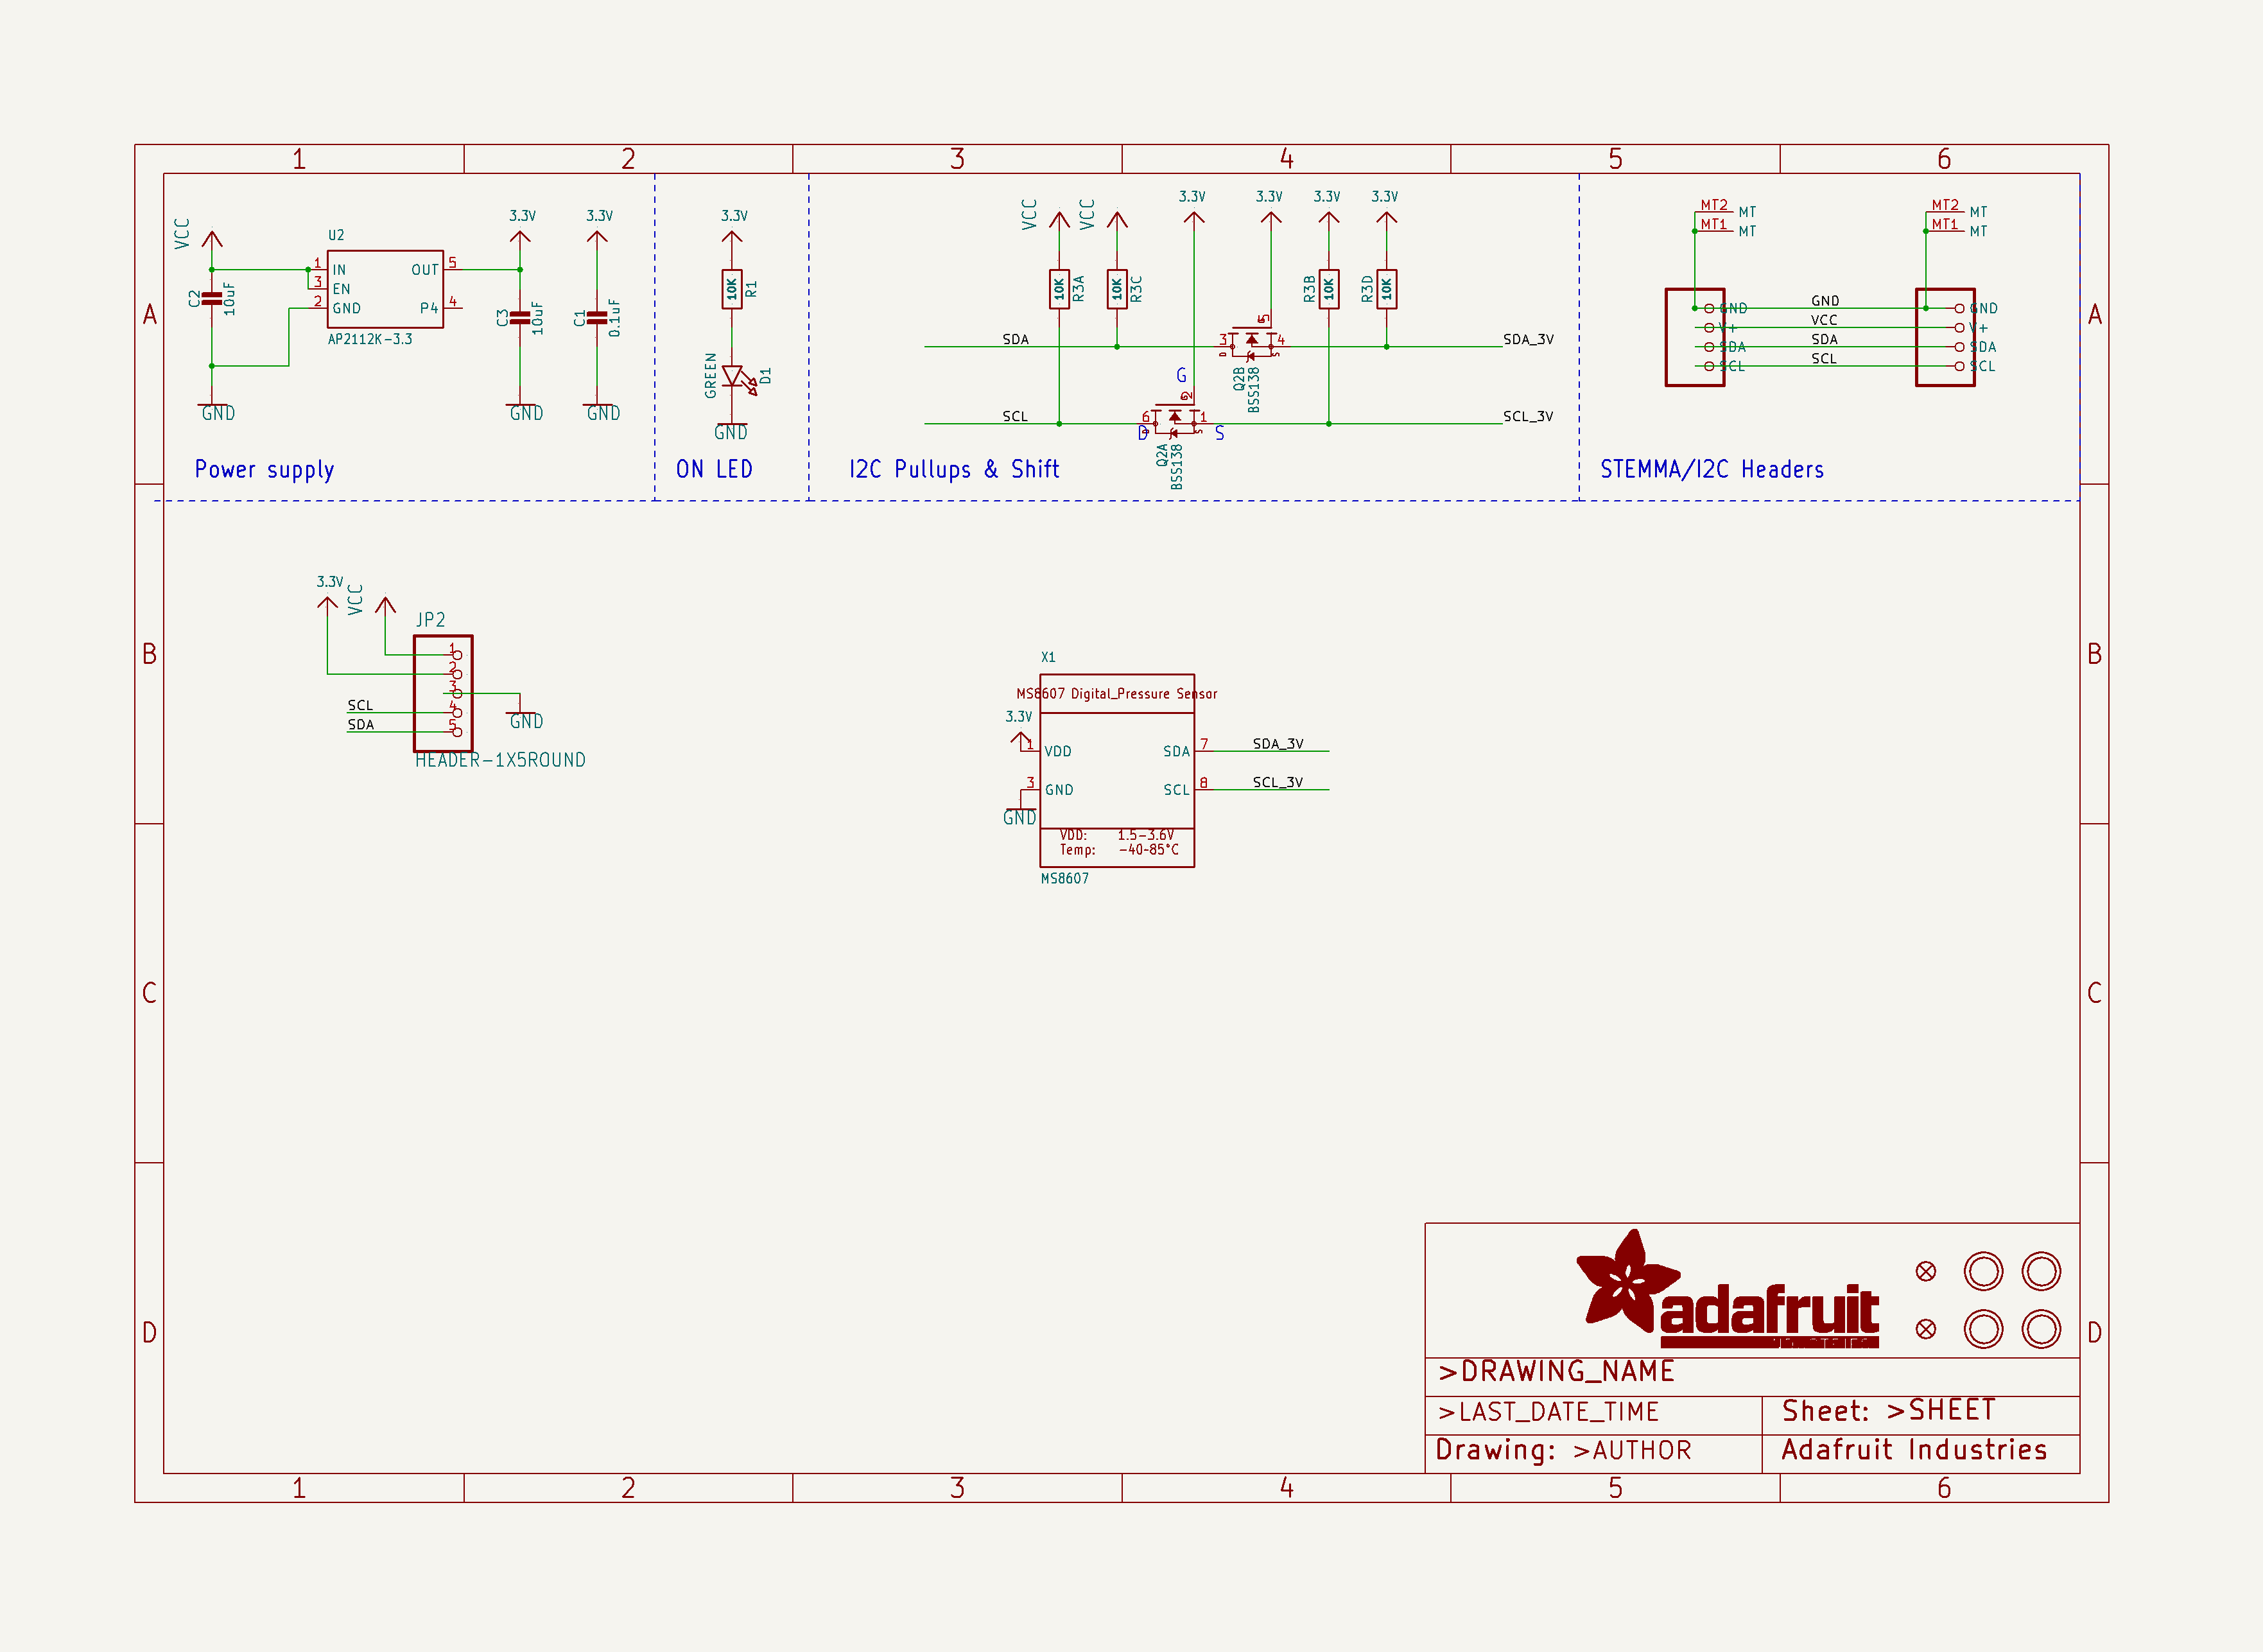 1 2 3 4 5 6
A A
VCC
U2
3.3V 3.3V
1 IN OUT 5
3 EN
2 GND P4 4
AP2112K-3.3
C2 10uF
C3 10uF
C1 0.1uF
GND GND GND
Power supply
3.3V
10K R1
GREEN D1
GND
ON LED
VCC VCC 3.3V 3.3V 3.3V 3.3V
10K R3A
10K R3C
R3B 10K
R3D 10K
SDA 3 D 5 G 4 S SDA_3V
Q2B
BSS138
G
SCL 6 D 2 G 1 S SCL_3V
D S
Q2A
BSS138
I2C Pullups & Shift
MT2 MT
MT1 MT
MT2 MT
MT1 MT
GND GND GND
V+ VCC V+
SDA SDA SDA
SCL SCL SCL
STEMMA/I2C Headers
B B
3.3V VCC
JP2
1
2
3
SCL 4
SDA 5
GND
HEADER-1X5ROUND
X1
MS8607 Digital_Pressure Sensor
3.3V
1 VDD SDA 7 SDA_3V
3 GND SCL 8 SCL_3V
GND
VDD: 1.5-3.6V
Temp: -40-85°C
MS8607
C C
D D
adafruit
>DRAWING_NAME
>LAST_DATE_TIME Sheet: >SHEET
Drawing: >AUTHOR Adafruit Industries
1 2 3 4 5 6